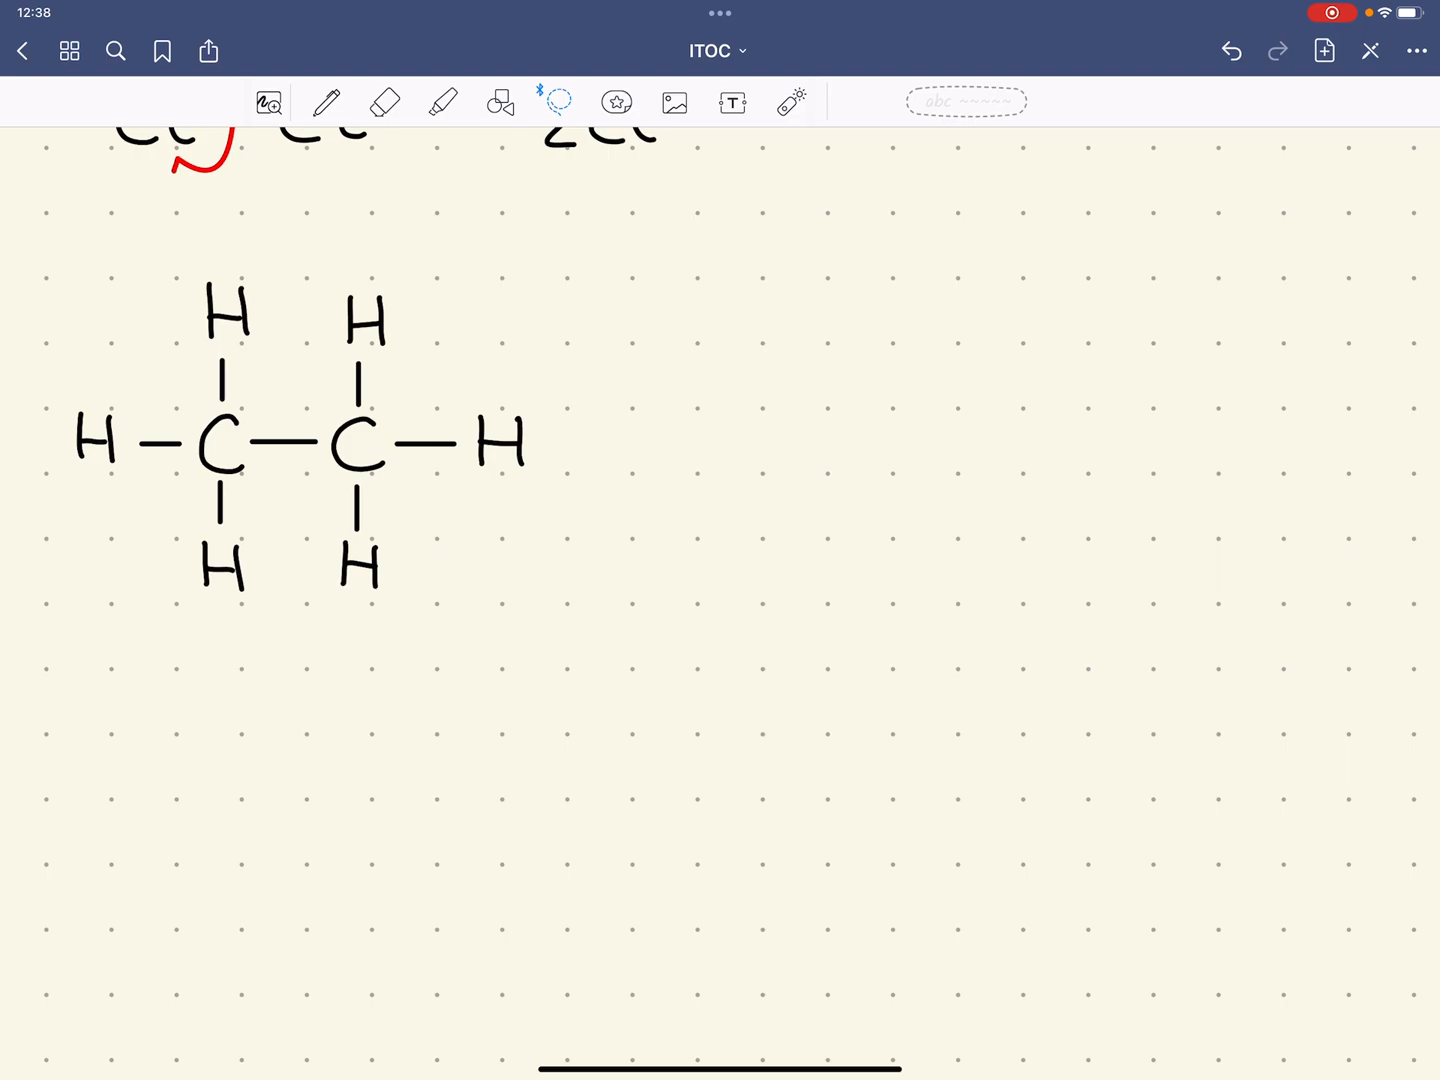 12:38
ITOC
T
abc
H H
H — C — C — H
H H